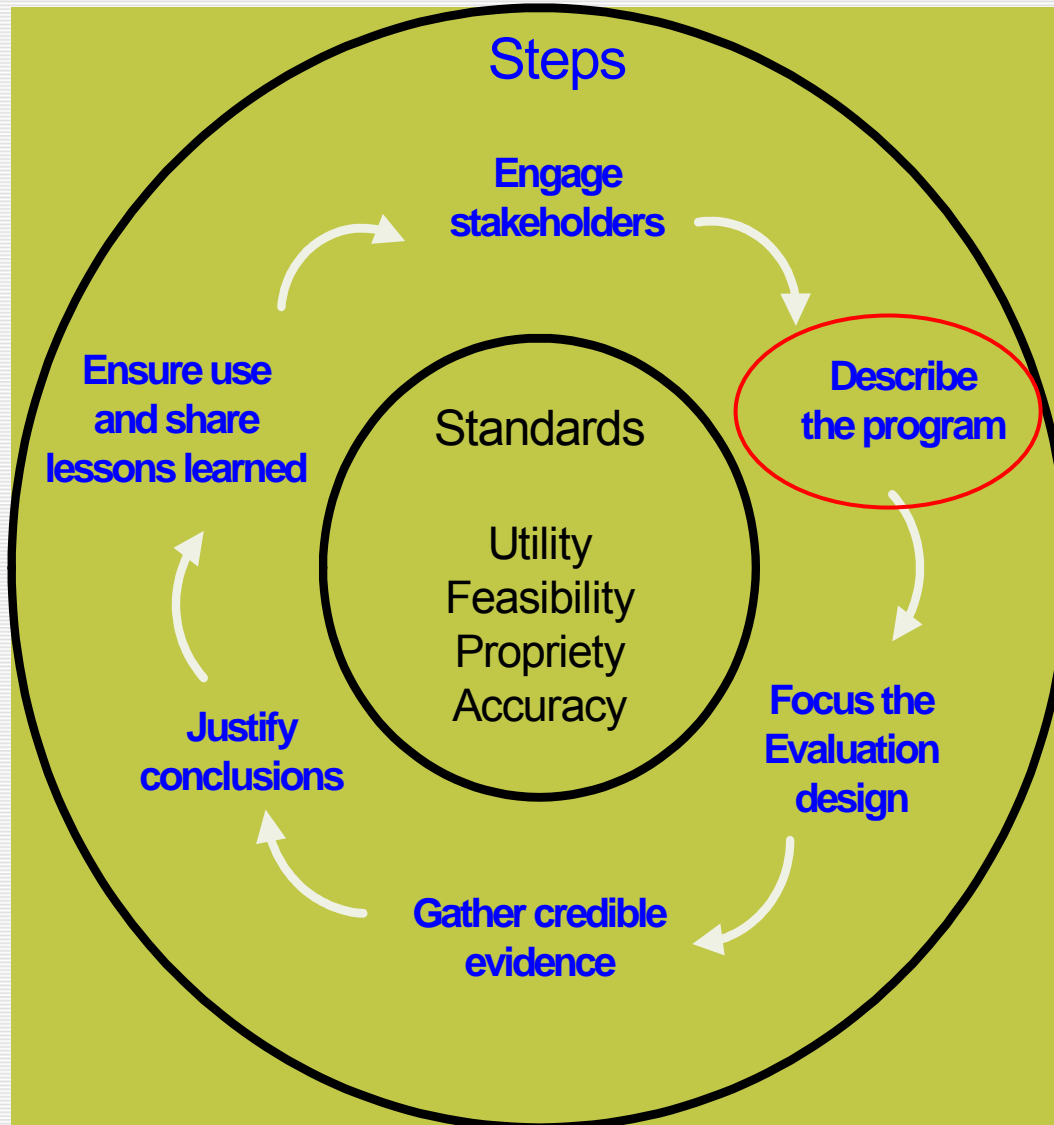 Steps
Engage
stakeholders
Describe
the program
Focus the
Evaluation
design
Gather credible
evidence
Justify
conclusions
Ensure use
and share
lessons learned
Standards
Utility
Feasibility
Propriety
Accuracy